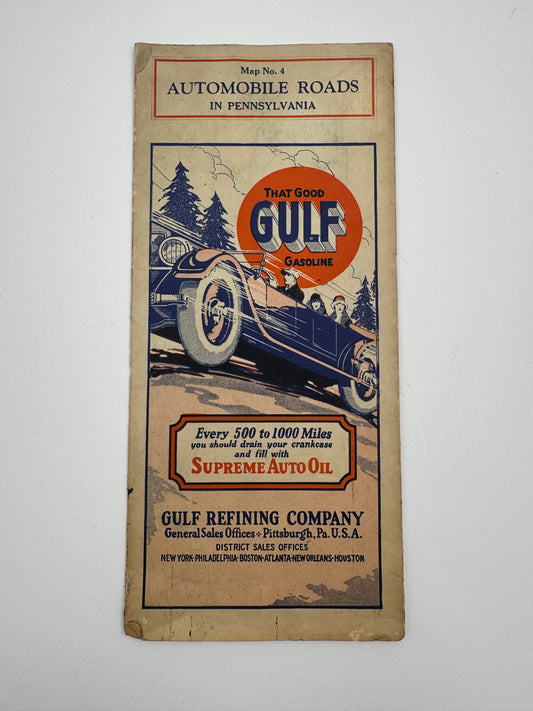 Map No. 4
AUTOMOBILE ROADS
IN PENNSYLVANIA
THAT GOOD
GULF
GASOLINE
Every 500 to 1000 Miles
you should drain your crankcase
and fill with
SUPREME AUTO OIL
GULF REFINING COMPANY
General Sales Offices ÷ Pittsburgh, Pa. U.S.A.
DISTRICT SALES OFFICES
NEW YORK-PHILADELPHIA-BOSTON-ATLANTA-NEW ORLEANS-HOUSTON